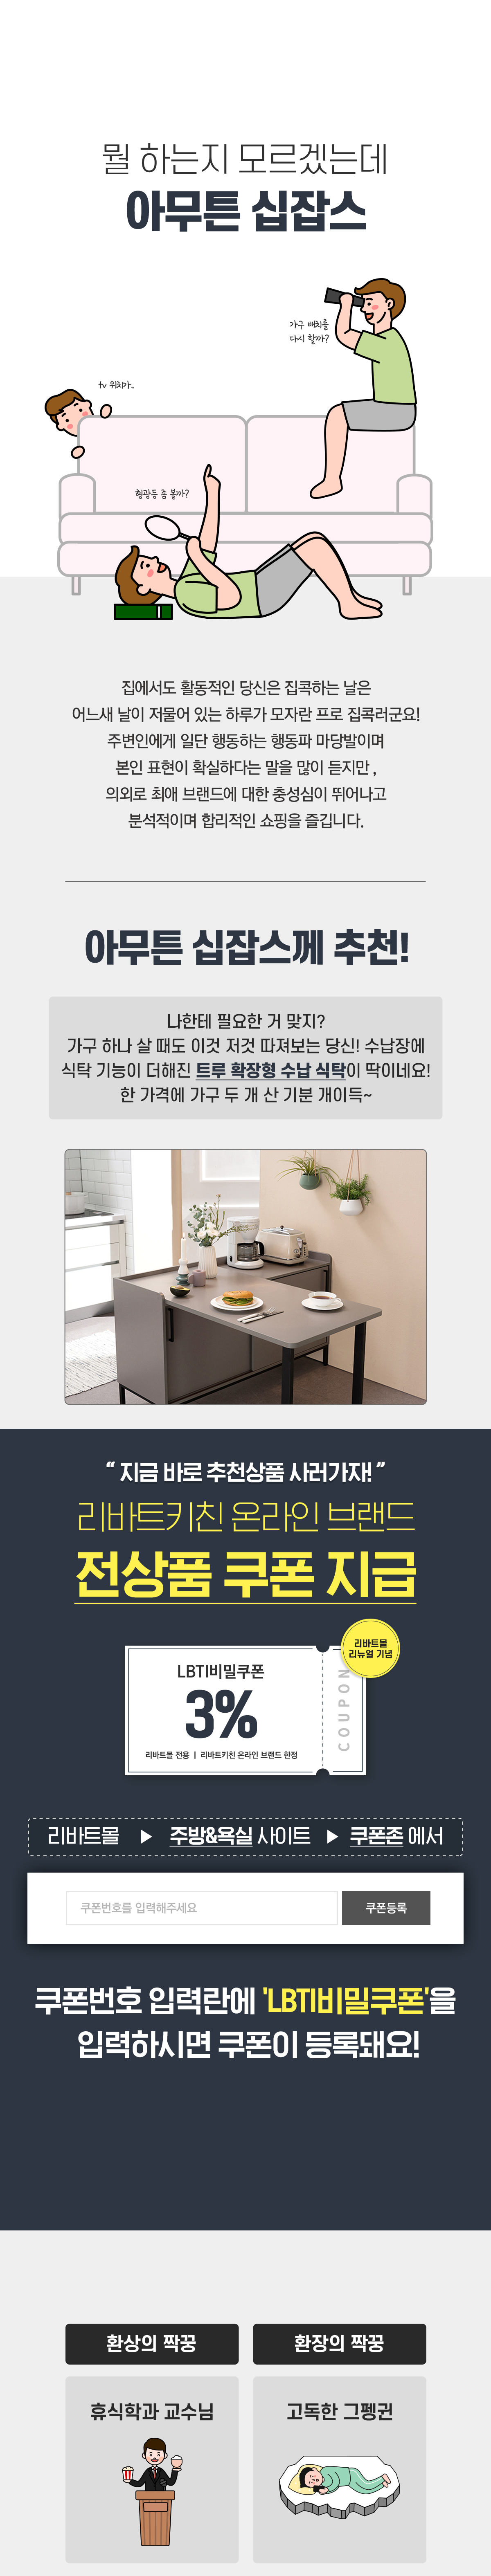 뭘 하는지 모르겠는데
아무튼 십잡스
가구 배치를
다시 할까?
tv 위치가..
형광등 좀 볼까?
집에서도 활동적인 당신은 집콕하는 날은
어느새 날이 저물어 있는 하루가 모자란 프로 집콕러군요!
주변인에게 일단 행동하는 행동파 마당발이며
본인 표현이 확실하다는 말을 많이 듣지만 ,
의외로 최애 브랜드에 대한 충성심이 뛰어나고
분석적이며 합리적인 쇼핑을 즐깁니다.
아무튼 십잡스께 추천!
나한테 필요한 거 맞지?
가구 하나 살 때도 이것 저것 따져보는 당신! 수납장에
식탁 기능이 더해진 트루 확장형 수납 식탁이 딱이네요!
한 가격에 가구 두 개 산 기분 개이득~
“ 지금 바로 추천상품 사러가자! ”
리바트키친 온라인 브랜드
전상품 쿠폰 지급
리바트몰
리뉴얼 기념
LBTI비밀쿠폰
3%
리바트몰 전용 | 리바트키친 온라인 브랜드 한정
COUPON
리바트몰 ▶ 주방&욕실 사이트 ▶ 쿠폰존 에서
쿠폰번호를 입력해주세요
쿠폰등록
쿠폰번호 입력란에 'LBTI비밀쿠폰'을
입력하시면 쿠폰이 등록돼요!
환상의 짝꿍
환장의 짝꿍
휴식학과 교수님
고독한 그펭귄